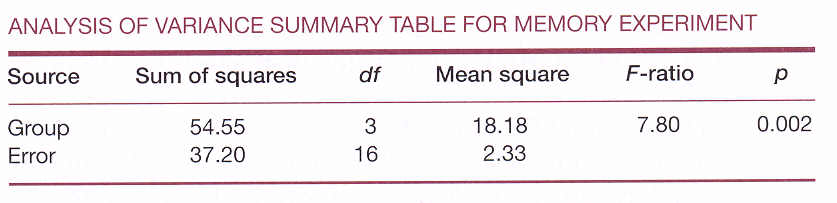 ANALYSIS OF VARIANCE SUMMARY TABLE FOR MEMORY EXPERIMENT
Source Sum of squares df Mean square F-ratio p
Group 54.55 3 18.18 7.80 0.002
Error 37.20 16 2.33